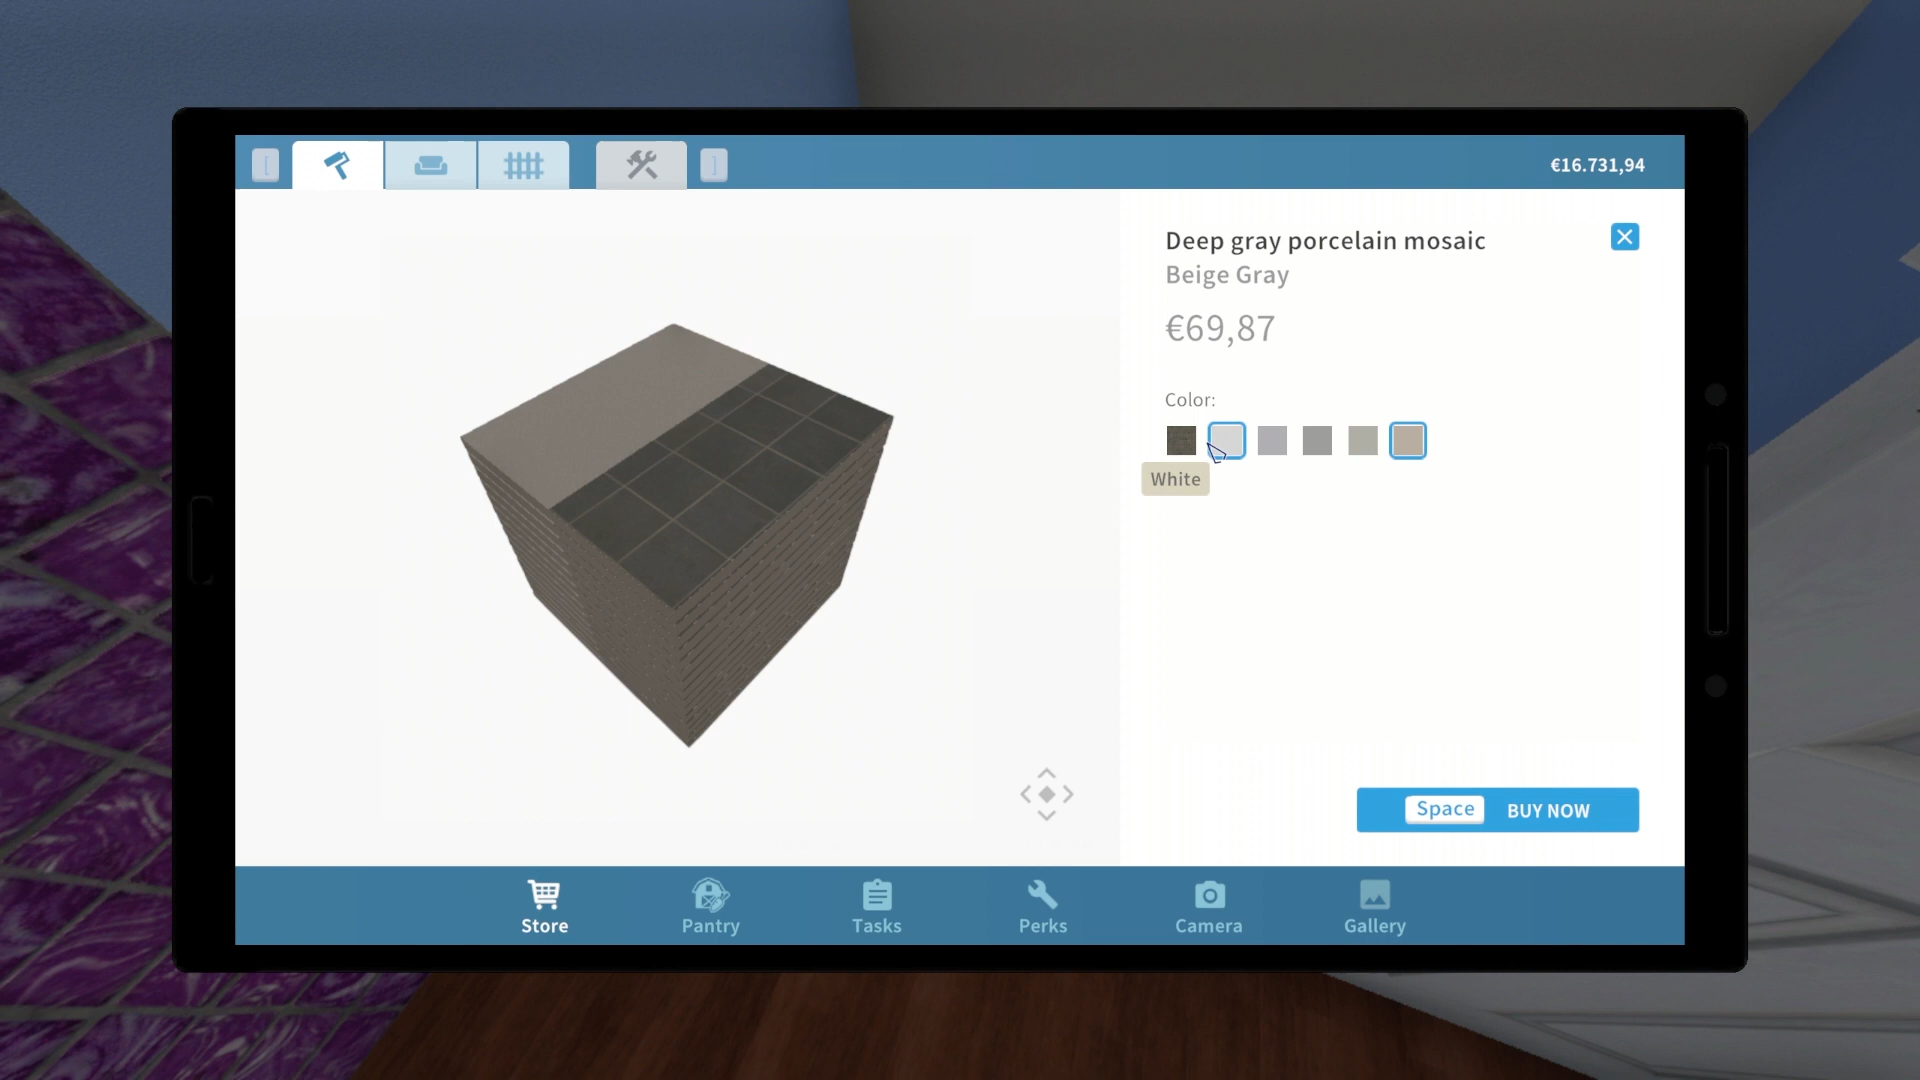 [
]
€16.731,94
Deep gray porcelain mosaic
Beige Gray
€69,87
Color:
White
Space BUY NOW
Store Pantry Tasks Perks Camera Gallery